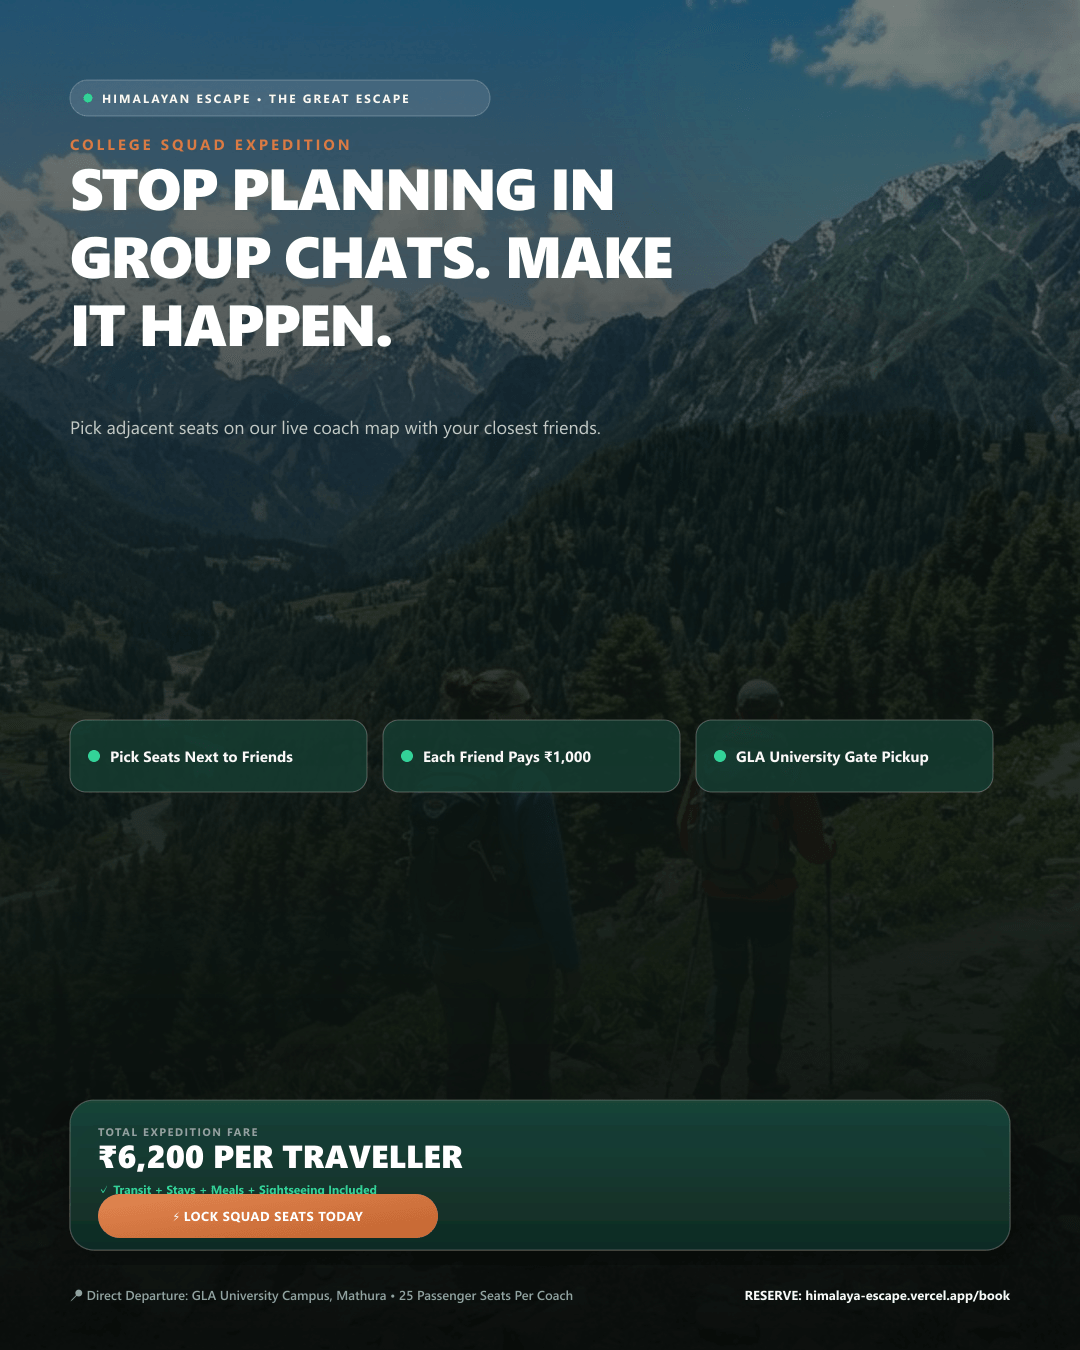 HIMALAYAN ESCAPE • THE GREAT ESCAPE
COLLEGE SQUAD EXPEDITION
STOP PLANNING IN
GROUP CHATS. MAKE
IT HAPPEN.
Pick adjacent seats on our live coach map with your closest friends.
Pick Seats Next to Friends
Each Friend Pays ₹1,000
GLA University Gate Pickup
TOTAL EXPEDITION FARE
₹6,200 PER TRAVELLER
✓ Transit + Stays + Meals + Sightseeing Included
⚡ LOCK SQUAD SEATS TODAY
📍 Direct Departure: GLA University Campus, Mathura • 25 Passenger Seats Per Coach
RESERVE: himalaya-escape.vercel.app/book